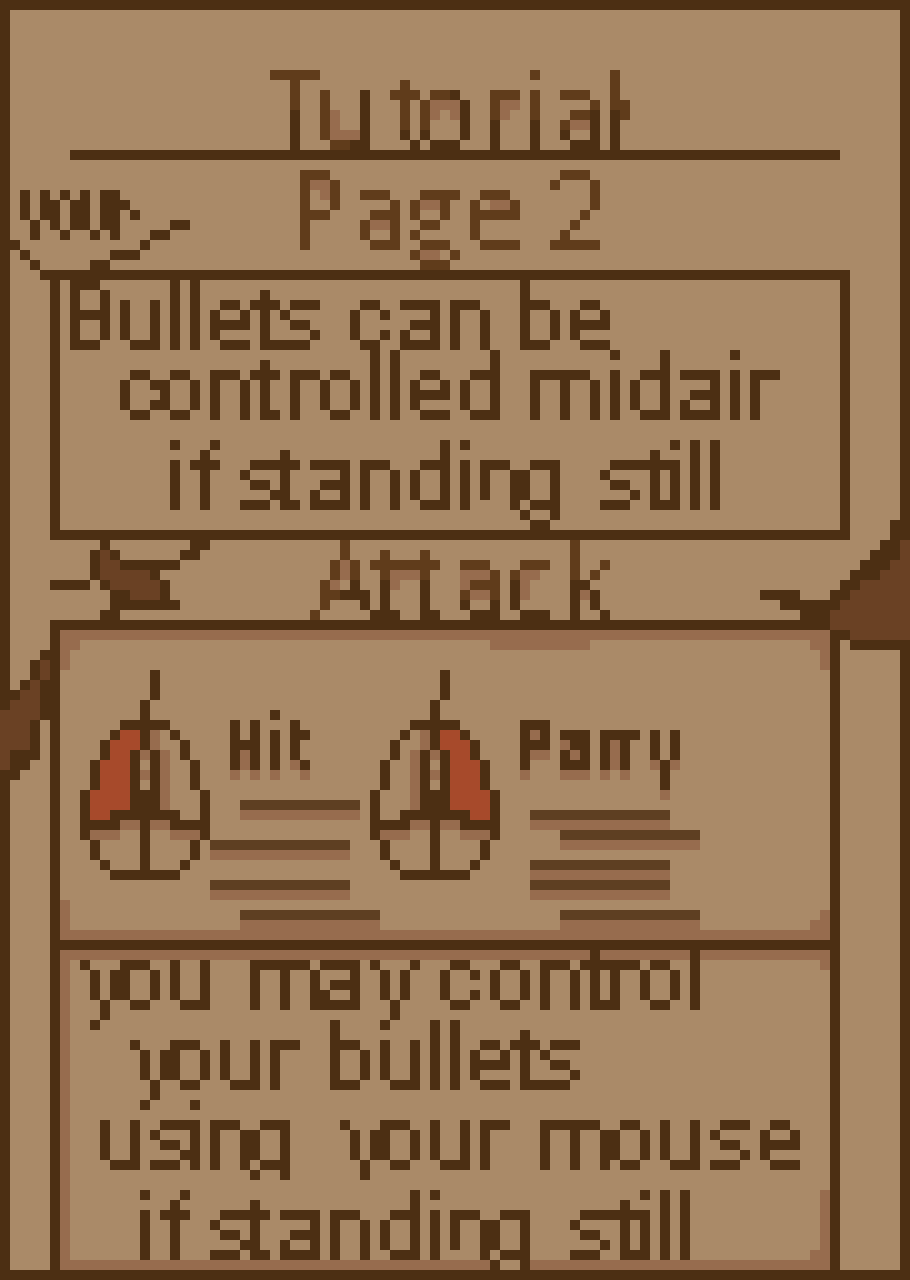 Tutorial
Page 2
your
Bullets can be
controlled midair
if standing still
Attack
Hit
Parry
you may control
your bullets
using your mouse
if standing still